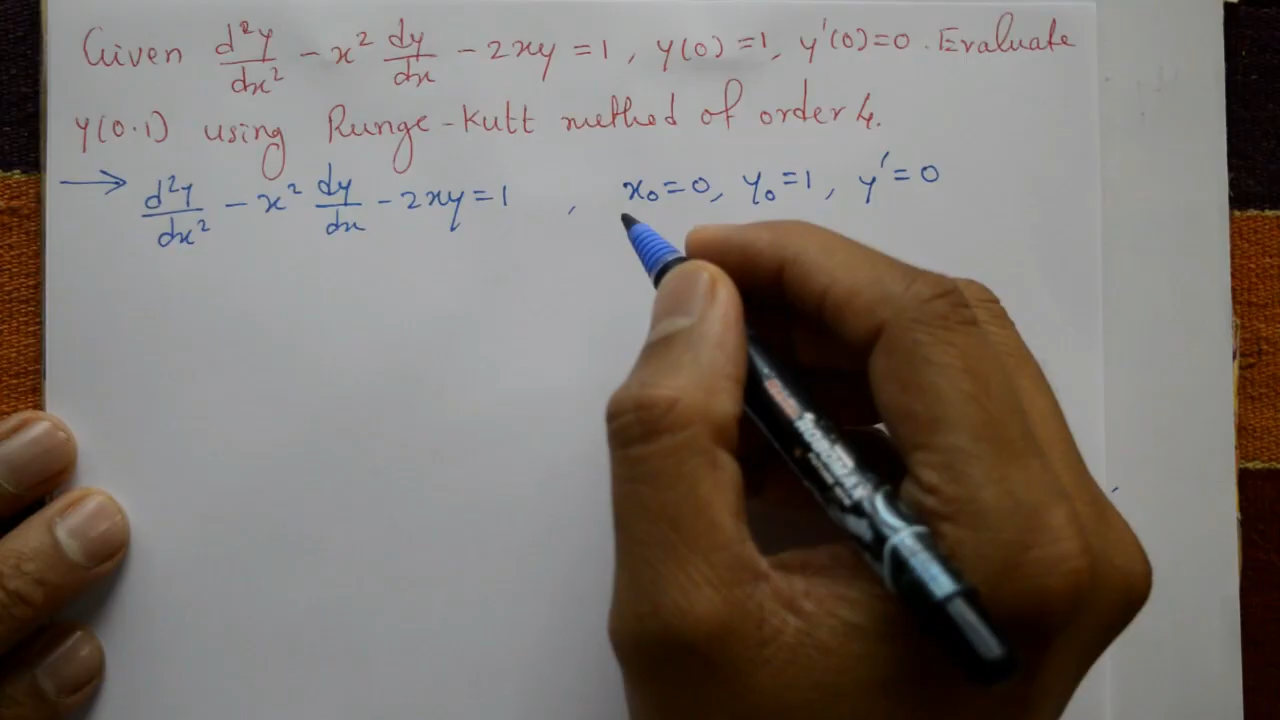 Given d²y/dx² - x² dy/dx - 2xy = 1, y(0) = 1, y'(0) = 0. Evaluate
y(0.1) using Runge-Kutt method of order 4.
→ d²y/dx² - x² dy/dx - 2xy = 1 , x₀ = 0, y₀ = 1, y' = 0